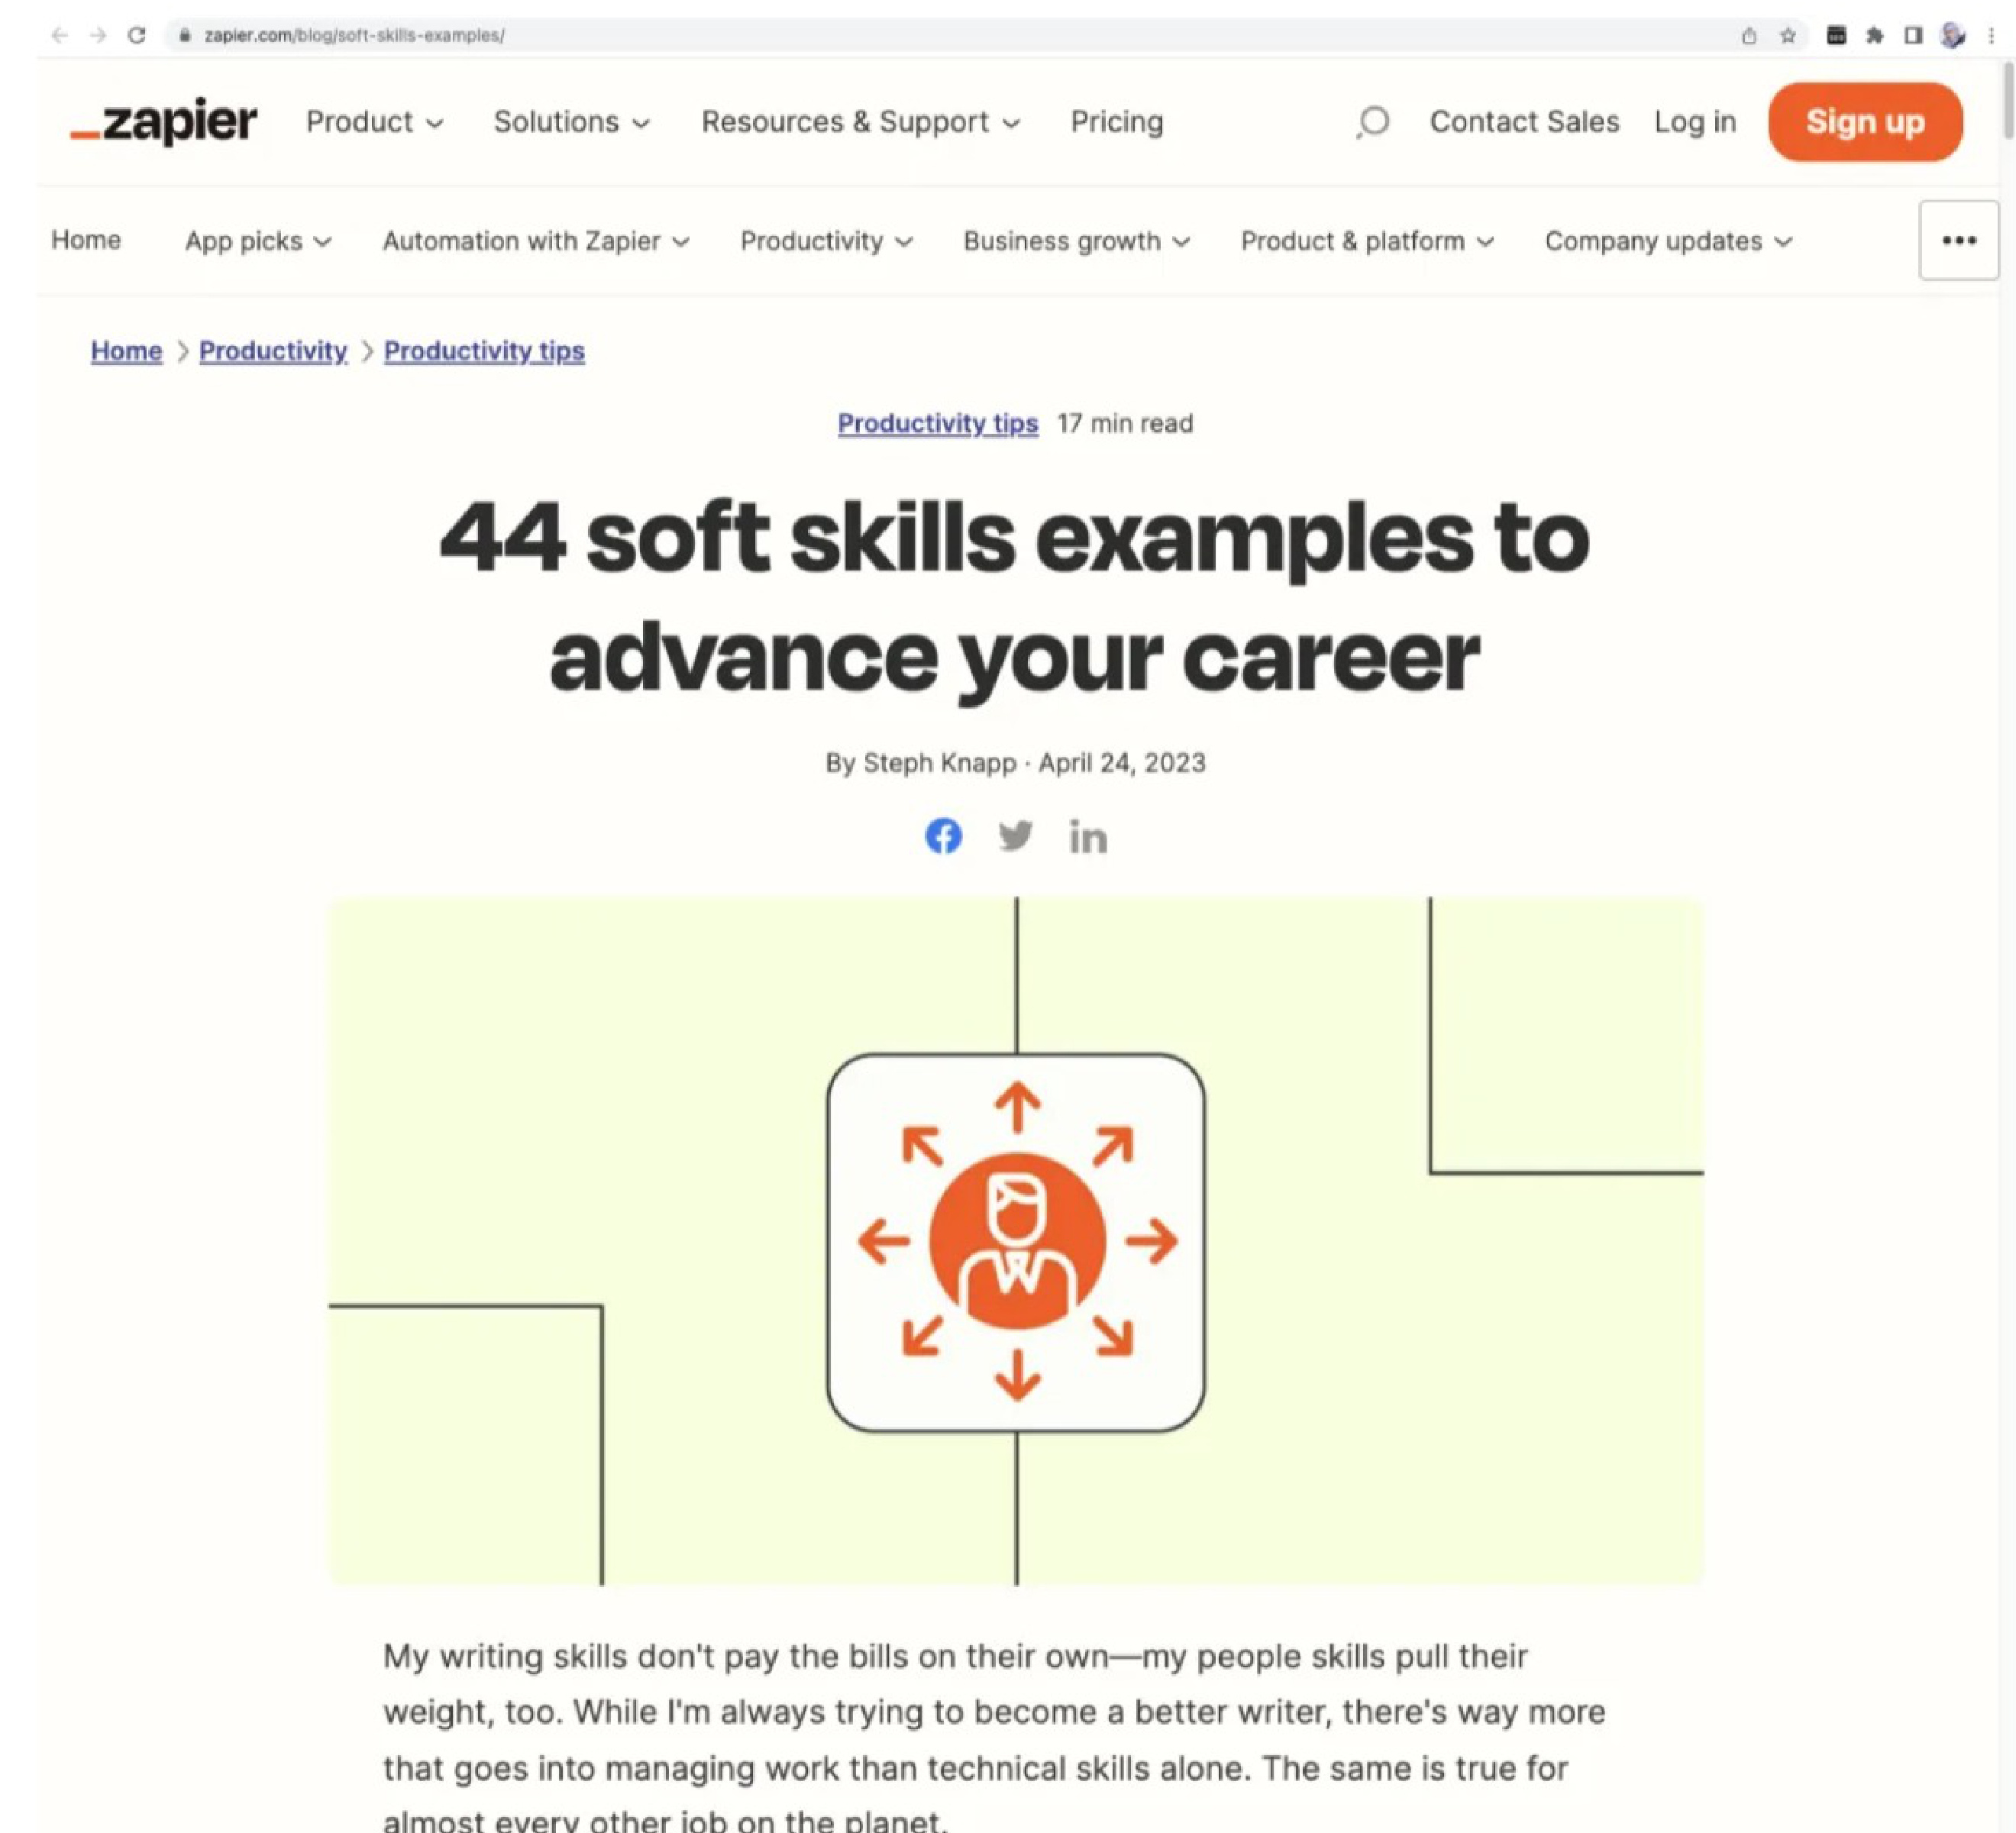 zapier.com/blog/soft-skills-examples/
_zapier Product Solutions Resources & Support Pricing Contact Sales Log in Sign up
Home App picks Automation with Zapier Productivity Business growth Product & platform Company updates •••
Home > Productivity > Productivity tips
Productivity tips 17 min read
44 soft skills examples to
advance your career
By Steph Knapp · April 24, 2023
My writing skills don't pay the bills on their own—my people skills pull their
weight, too. While I'm always trying to become a better writer, there's way more
that goes into managing work than technical skills alone. The same is true for
almost every other job on the planet.